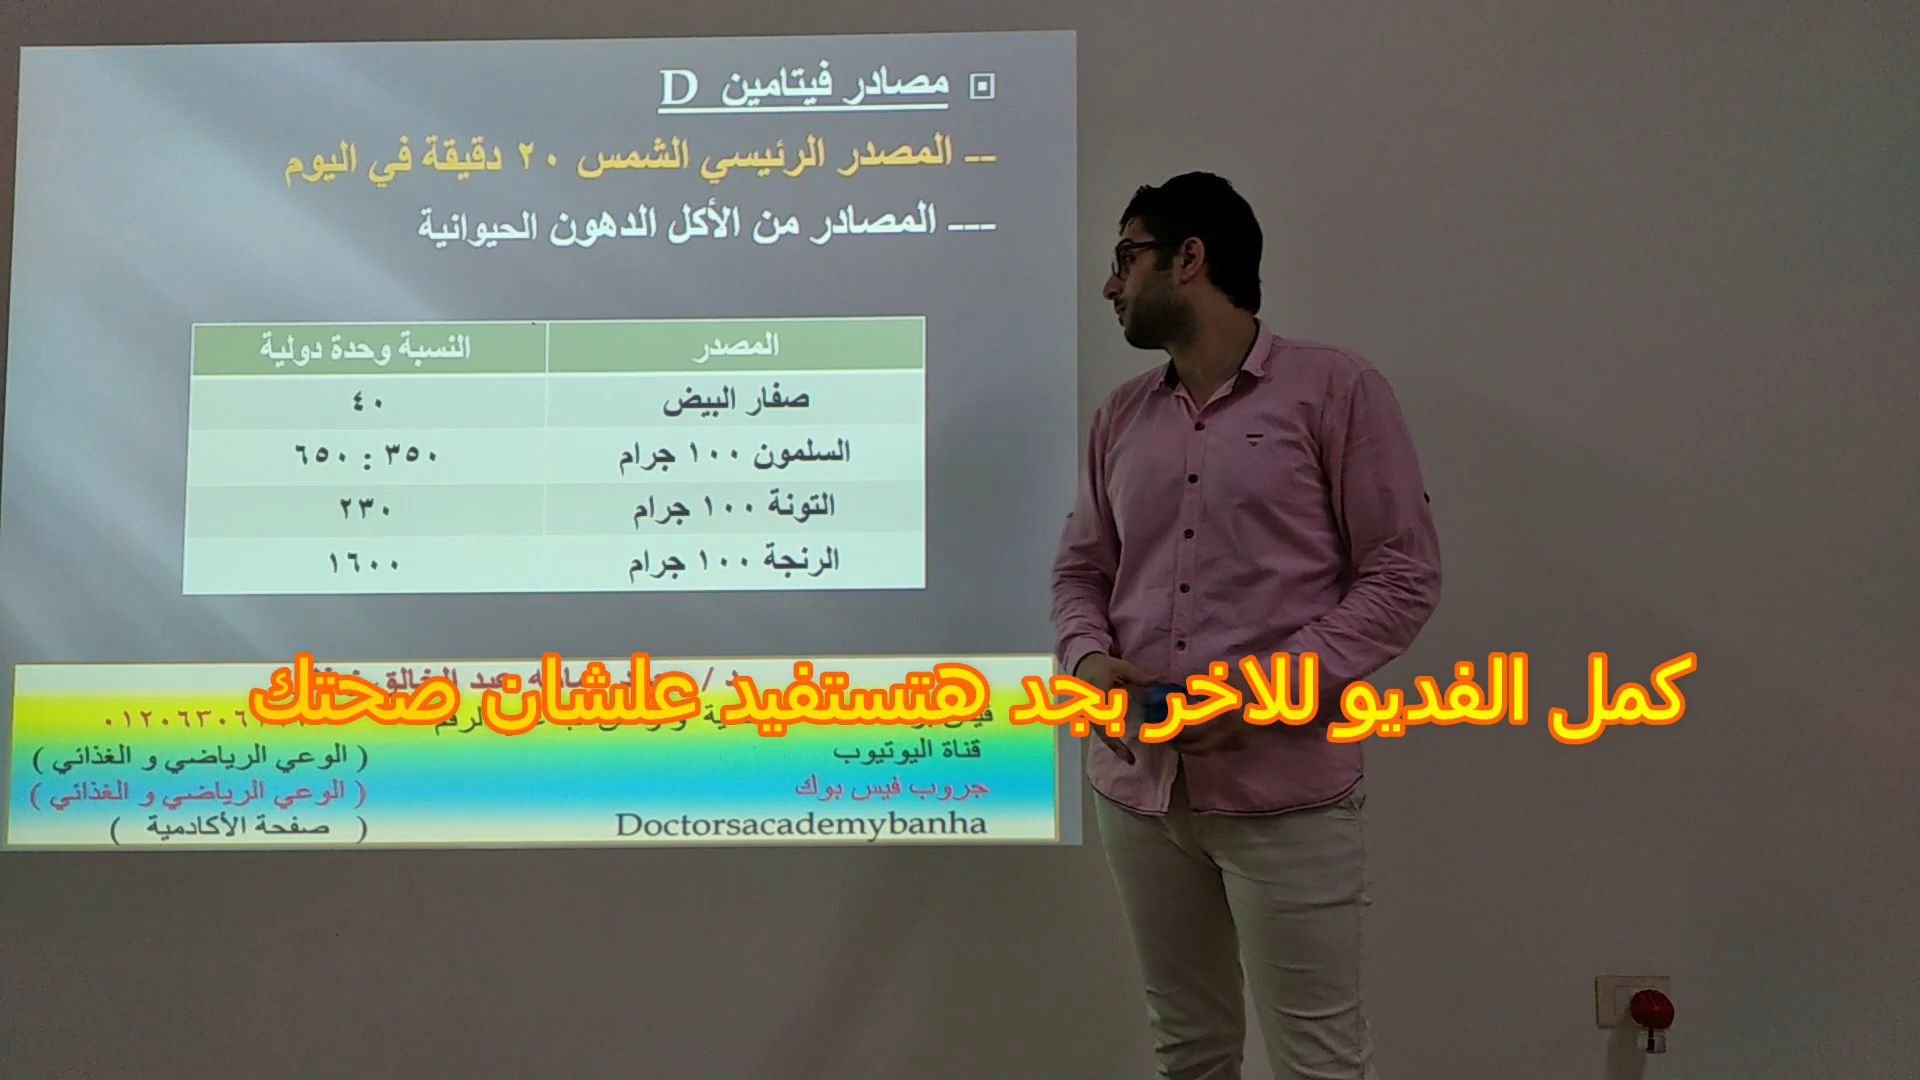 مصادر فيتامين D
-- المصدر الرئيسي الشمس ٢٠ دقيقة في اليوم
--- المصادر من الأكل الدهون الحيوانية
المصدر النسبة وحدة دولية
صفار البيض ٤٠
السلمون ١٠٠ جرام ٣٥٠ : ٦٥٠
التونة ١٠٠ جرام ٢٣٠
الرنجة ١٠٠ جرام ١٦٠٠
كمل الفديو للاخر بجد هتستفيد علشان صحتك
قناة اليوتيوب ( الوعي الرياضي و الغذائي )
جروب فيس بوك ( الوعي الرياضي و الغذائي )
Doctorsacademybanha ( صفحة الأكادمية )